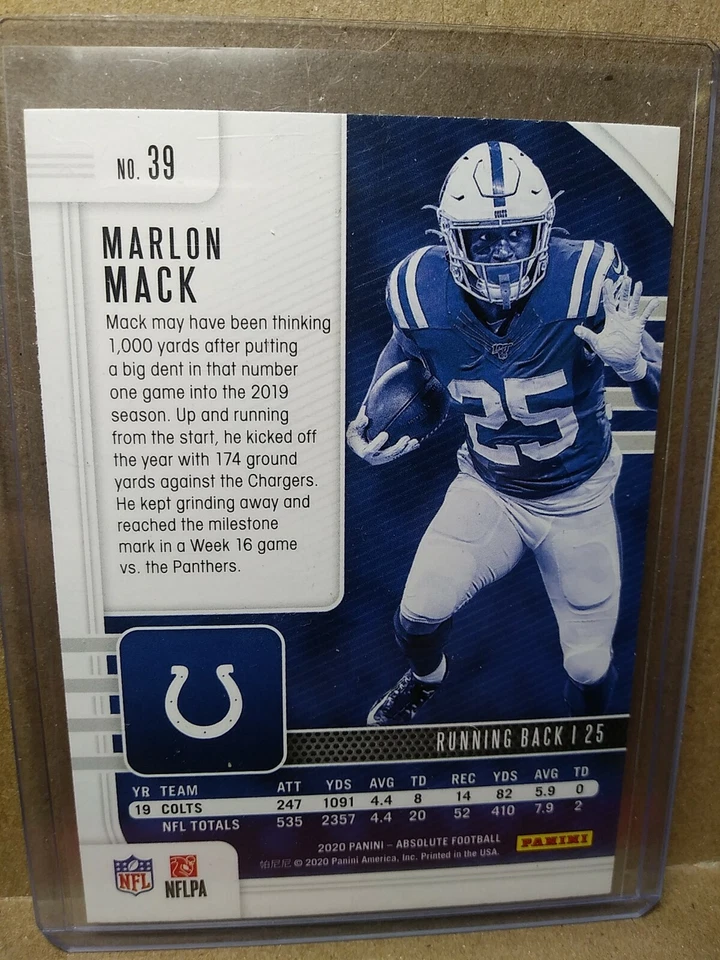 NO. 39
MARLON
MACK
Mack may have been thinking
1,000 yards after putting
a big dent in that number
one game into the 2019
season. Up and running
from the start, he kicked off
the year with 174 ground
yards against the Chargers.
He kept grinding away and
reached the milestone
mark in a Week 16 game
vs. the Panthers.
COLTS
25
RUNNING BACK | 25
YR TEAM ATT YDS AVG TD REC YDS AVG TD
19 COLTS 247 1091 4.4 8 14 82 5.9 0
NFL TOTALS 535 2357 4.4 20 52 410 7.9 2
2020 PANINI – ABSOLUTE FOOTBALL
PANINI
帕尼尼 © 2020 Panini America, Inc. Printed in the USA.
NFL
NFLPA